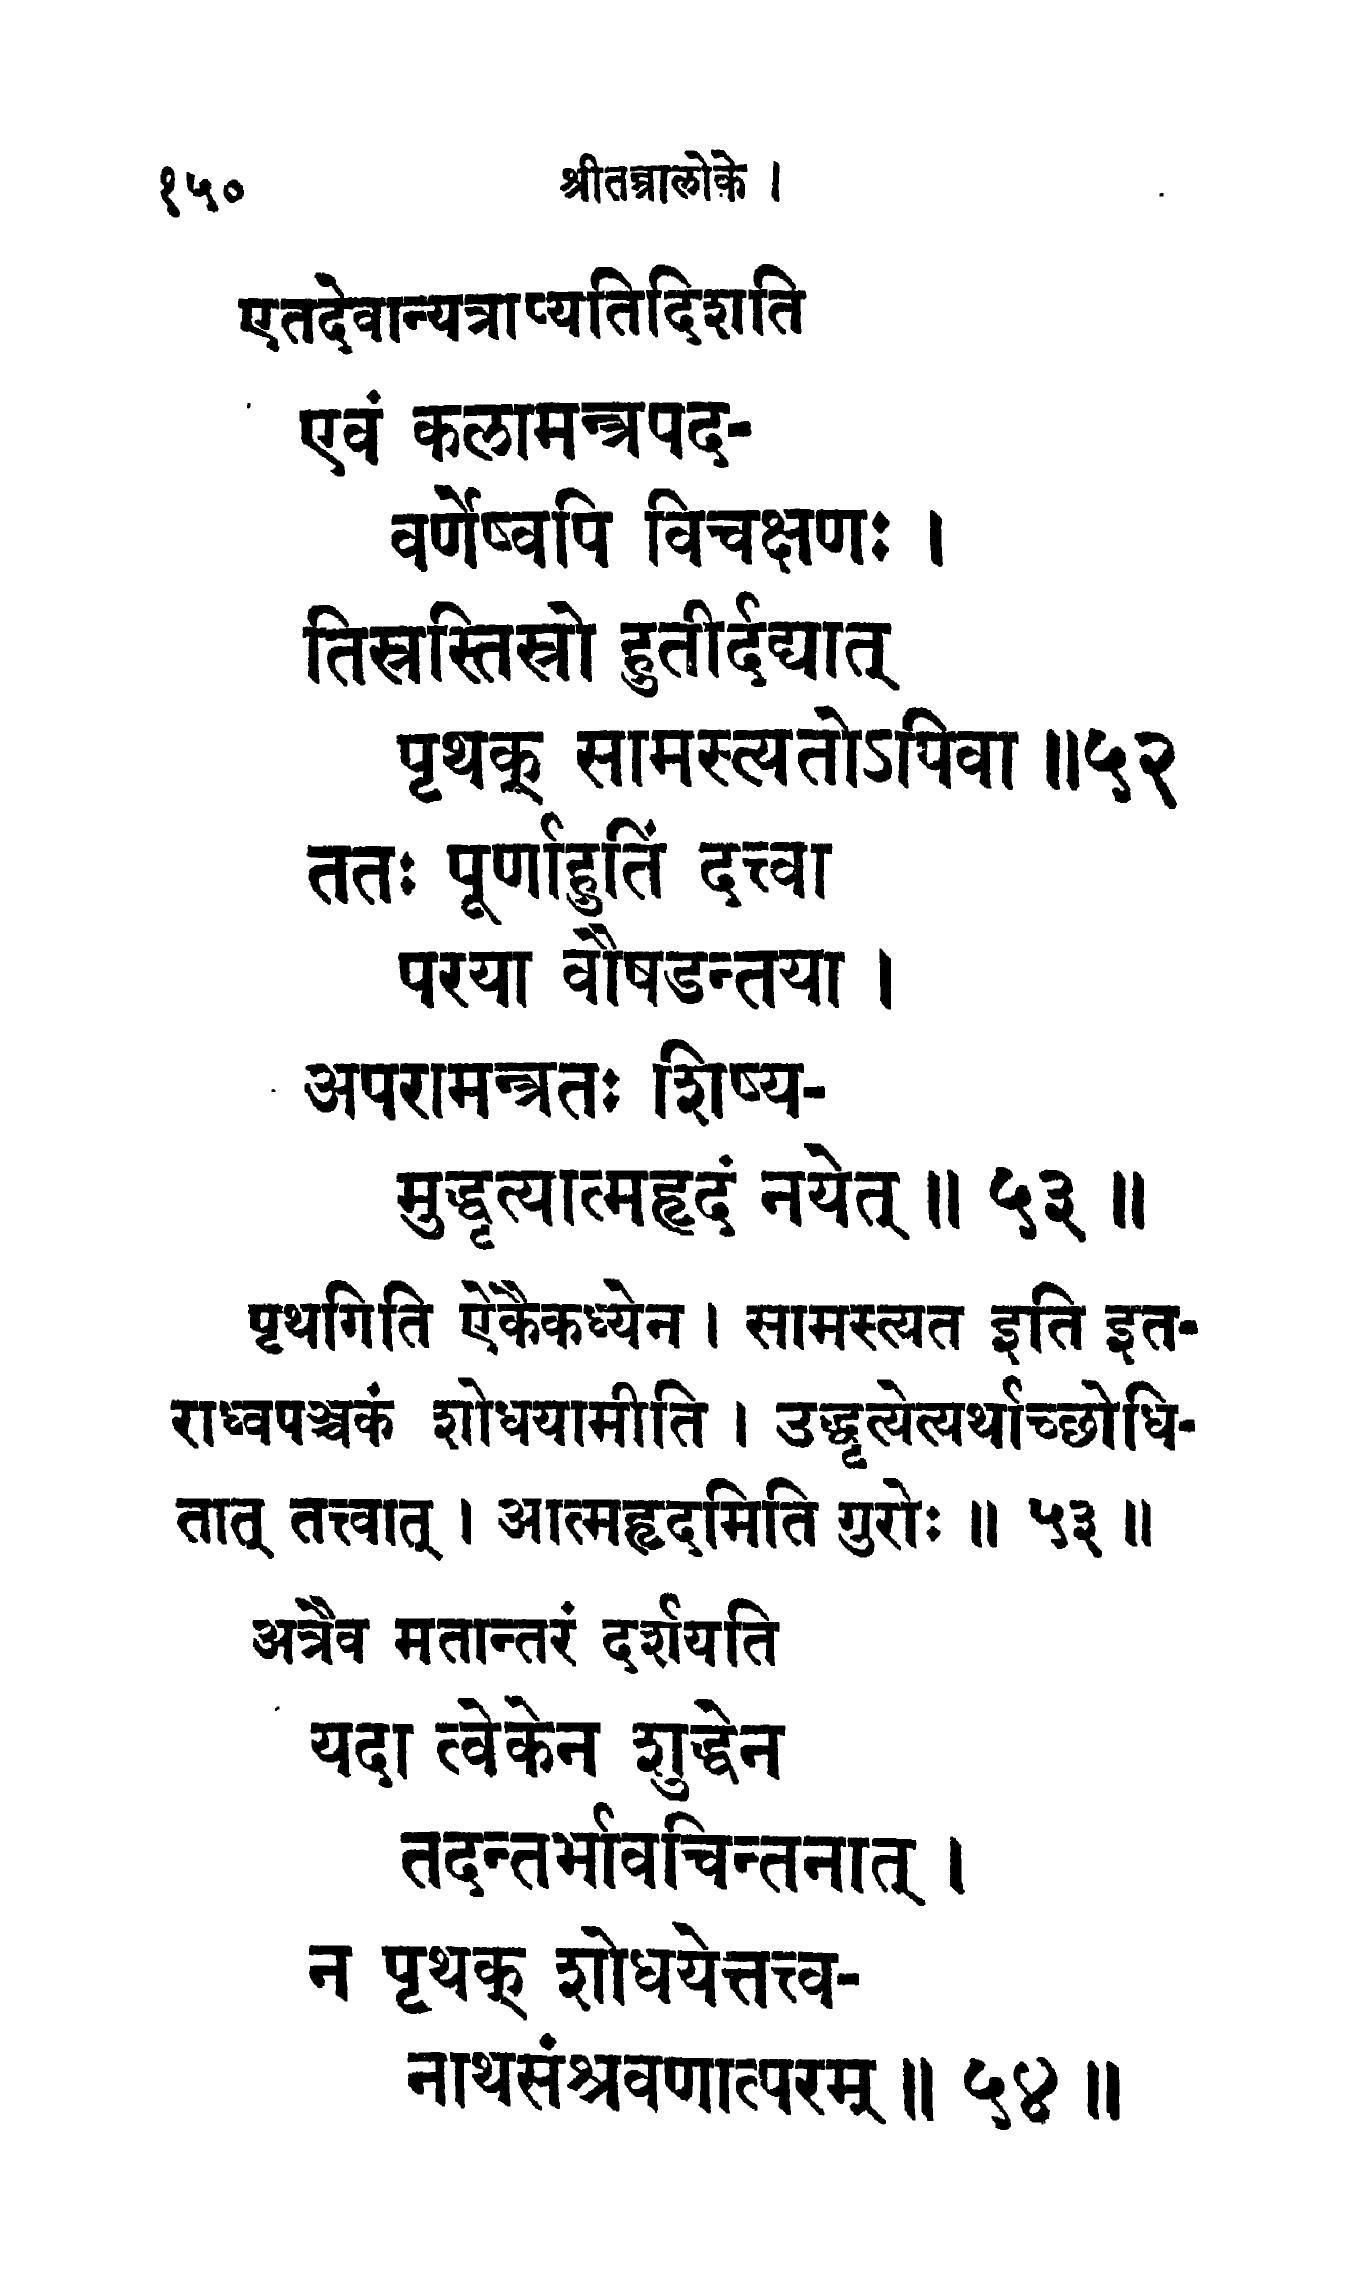 १५० श्रीतन्त्रालोके ।
एतदेवान्यत्राप्यतिदिशति
एवं कलामन्त्रपद-
वर्णेष्वपि विचक्षणः ।
तिस्रस्तिस्रो हुतीर्दद्यात्
पृथक् सामस्त्यतोऽपिवा ॥५२
ततः पूर्णाहुतिं दत्त्वा
परया वौषडन्तया ।
अपरामन्त्रतः शिष्य-
मुद्धृत्यात्महृदं नयेत् ॥ ५३ ॥
पृथगिति ऐकैकध्येन । सामस्त्यत इति इत-
राध्वपञ्चकं शोधयामीति । उद्धृत्येत्यर्थाच्छोधि-
तात् तत्त्वात् । आत्महृदमिति गुरोः ॥ ५३ ॥
अत्रैव मतान्तरं दर्शयति
यदा त्वेकेन शुद्धेन
तदन्तर्भावचिन्तनात् ।
न पृथक् शोधयेत्तत्त्व-
नाथसंश्रवणात्परम् ॥ ५४ ॥